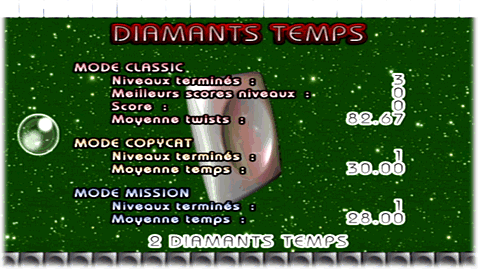 DIAMANTS TEMPS
MODE CLASSIC
Niveaux terminés : 3
Meilleurs scores niveaux : 0
Score : 0
Moyenne twists : 82.67
MODE COPYCAT
Niveaux terminés : 1
Moyenne temps : 30.00
MODE MISSION
Niveaux terminés : 1
Moyenne temps : 28.00
2 DIAMANTS TEMPS